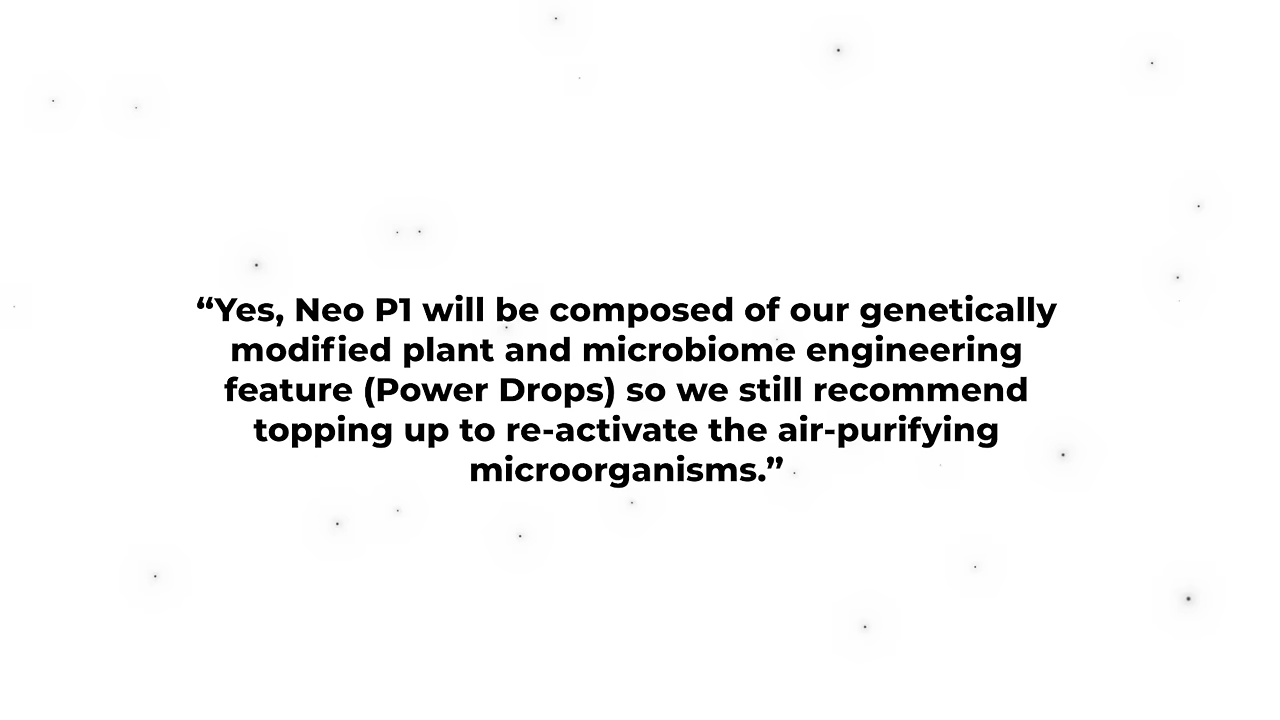 “Yes, Neo P1 will be composed of our genetically
modified plant and microbiome engineering
feature (Power Drops) so we still recommend
topping up to re-activate the air-purifying
microorganisms.”